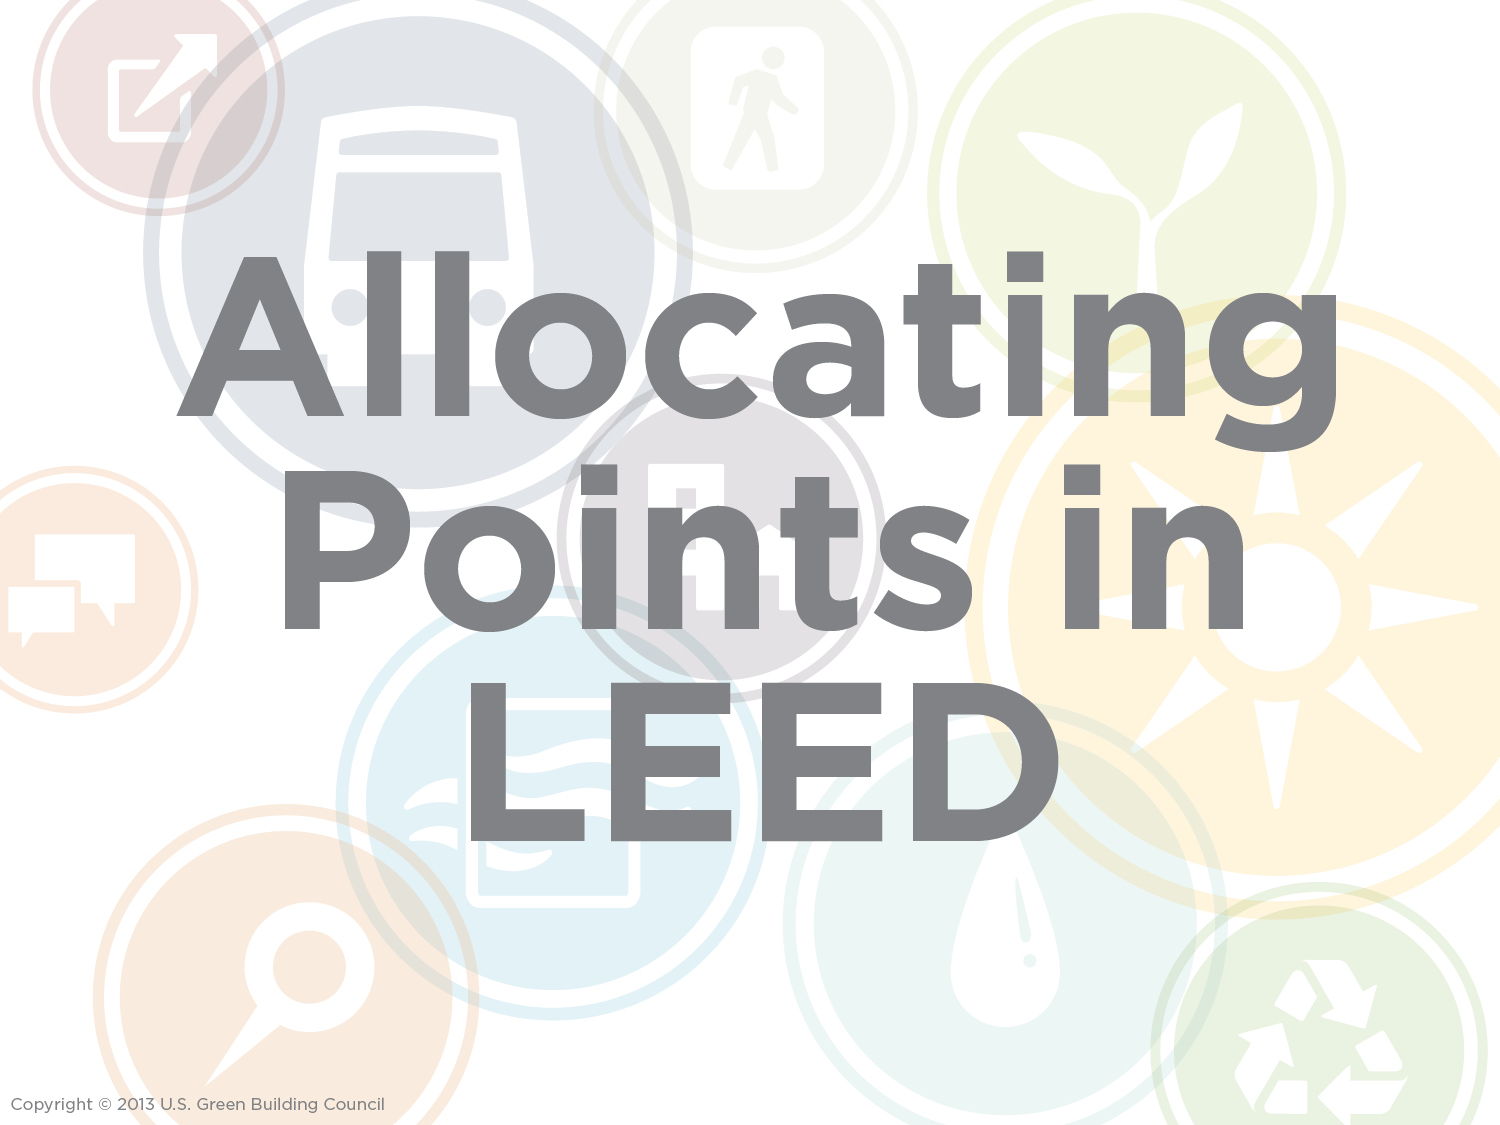 Allocating
Points in
LEED
Copyright © 2013 U.S. Green Building Council